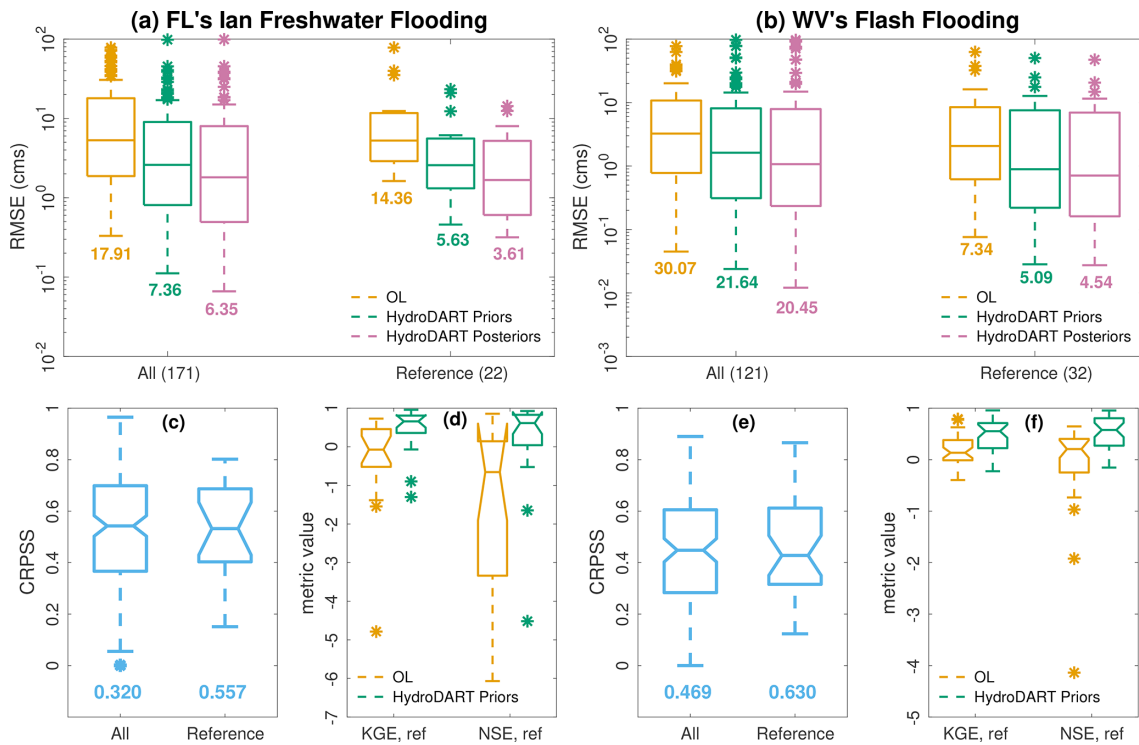 (a) FL's Ian Freshwater Flooding
(b) WV's Flash Flooding
RMSE (cms)
10^2
10^1
10^0
10^-1
10^-2
17.91
7.36
6.35
14.36
5.63
3.61
OL
HydroDART Priors
HydroDART Posteriors
All (171)
Reference (22)
RMSE (cms)
10^2
10^1
10^0
10^-1
10^-2
10^-3
30.07
21.64
20.45
7.34
5.09
4.54
OL
HydroDART Priors
HydroDART Posteriors
All (121)
Reference (32)
(c)
CRPSS
1
0.8
0.6
0.4
0.2
0
0.320
0.557
All
Reference
(d)
metric value
1
0
-1
-2
-3
-4
-5
-6
-7
OL
HydroDART Priors
KGE, ref
NSE, ref
(e)
CRPSS
1
0.8
0.6
0.4
0.2
0
0.469
0.630
All
Reference
(f)
metric value
1
0
-1
-2
-3
-4
-5
OL
HydroDART Priors
KGE, ref
NSE, ref